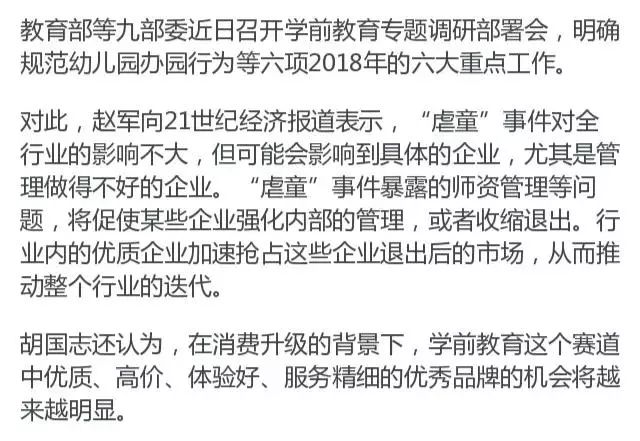 教育部等九部委近日召开学前教育专题调研部署会，明确
规范幼儿园办园行为等六项2018年的六大重点工作。
对此，赵军向21世纪经济报道表示，“虐童”事件对全
行业的影响不大，但可能会影响到具体的企业，尤其是管
理做得不好的企业。“虐童”事件暴露的师资管理等问
题，将促使某些企业强化内部的管理，或者收缩退出。行
业内的优质企业加速抢占这些企业退出后的市场，从而推
动整个行业的迭代。
胡国志还认为，在消费升级的背景下，学前教育这个赛道
中优质、高价、体验好、服务精细的优秀品牌的机会将越
来越明显。